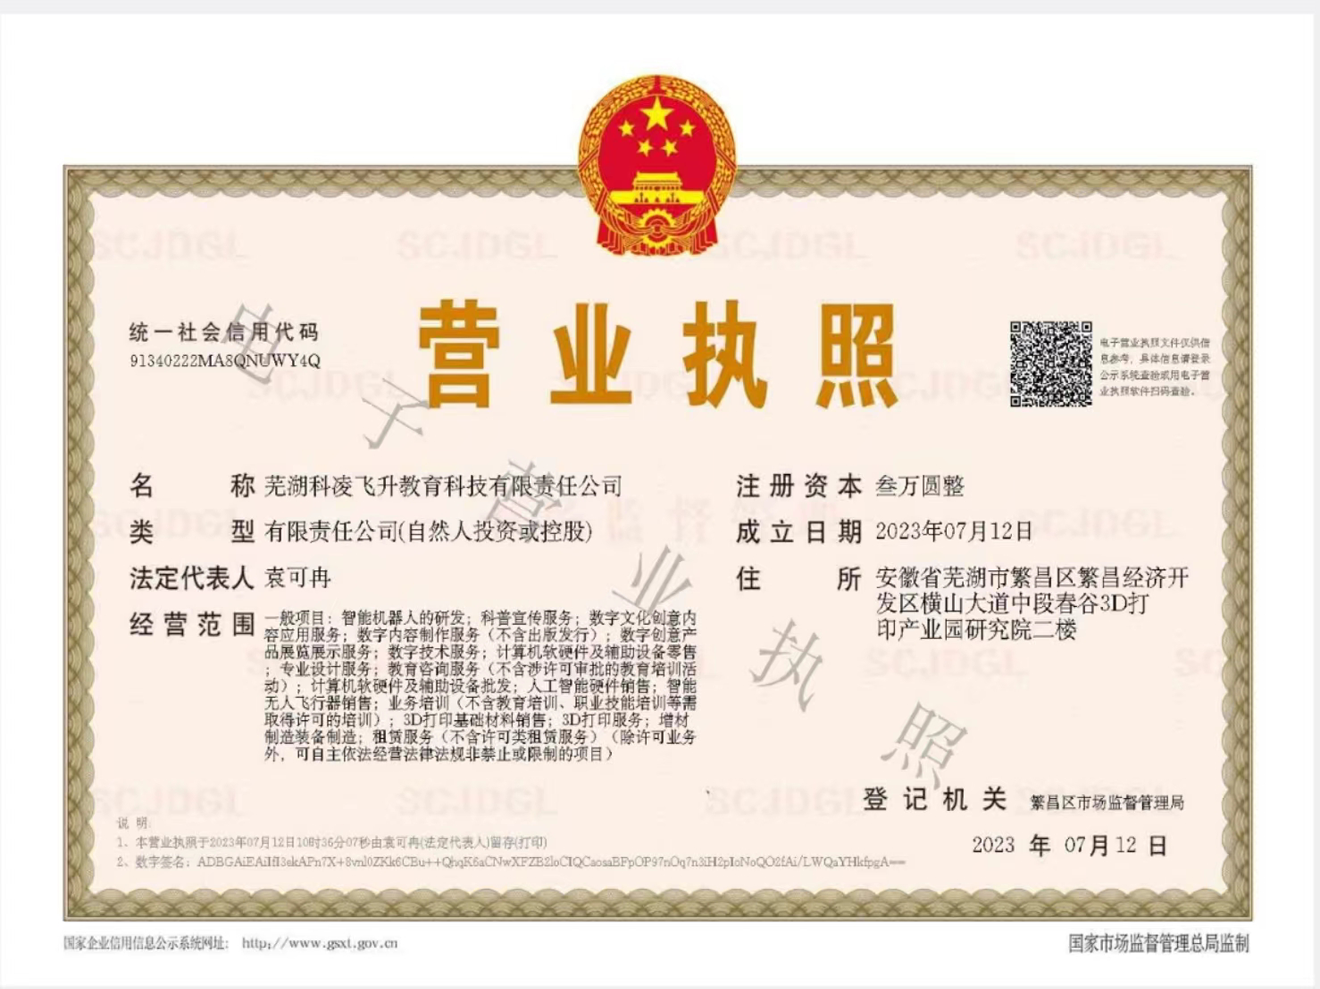 统一社会信用代码
91340222MA8QNUWY4Q
营业执照
电子营业执照文件仅供信
息参考，具体信息请登录
公示系统查验或用电子营
业执照软件扫码查验。
名称 芜湖科凌飞升教育科技有限责任公司
类型 有限责任公司(自然人投资或控股)
法定代表人 袁可冉
经营范围 一般项目：智能机器人的研发；科普宣传服务；数字文化创意内
容应用服务；数字内容制作服务（不含出版发行）；数字创意产
品展览展示服务；数字技术服务；计算机软硬件及辅助设备零售
；专业设计服务；教育咨询服务（不含涉许可审批的教育培训活
动）；计算机软硬件及辅助设备批发；人工智能硬件销售；智能
无人飞行器销售；业务培训（不含教育培训、职业技能培训等需
取得许可的培训）；3D打印基础材料销售；3D打印服务；增材
制造装备制造；租赁服务（不含许可类租赁服务）（除许可业务
外，可自主依法经营法律法规非禁止或限制的项目）
注册资本 叁万圆整
成立日期 2023年07月12日
住所 安徽省芜湖市繁昌区繁昌经济开
发区横山大道中段春谷3D打
印产业园研究院二楼
登记机关 繁昌区市场监督管理局
2023 年 07月12 日
说明:
1、本营业执照于2023年07月12日10时36分07秒由袁可冉(法定代表人)留存(打印)
2、数字签名：
电子营业执照
SCJDGL
国家企业信用信息公示系统网址: http://www.gsxt.gov.cn
国家市场监督管理总局监制